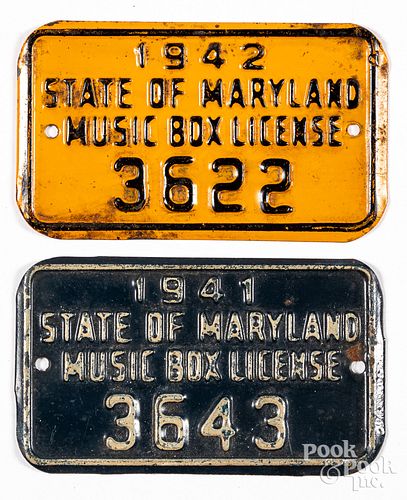 1942
STATE OF MARYLAND
MUSIC BOX LICENSE
3622
1941
STATE OF MARYLAND
MUSIC BOX LICENSE
3643
Pook
& Pook
inc.